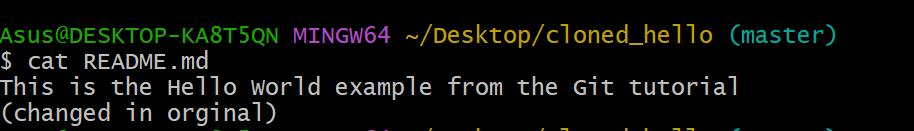 Asus@DESKTOP-KA8T5QN MINGW64 ~/Desktop/cloned_hello (master)
$ cat README.md
This is the Hello World example from the Git tutorial
(changed in orginal)